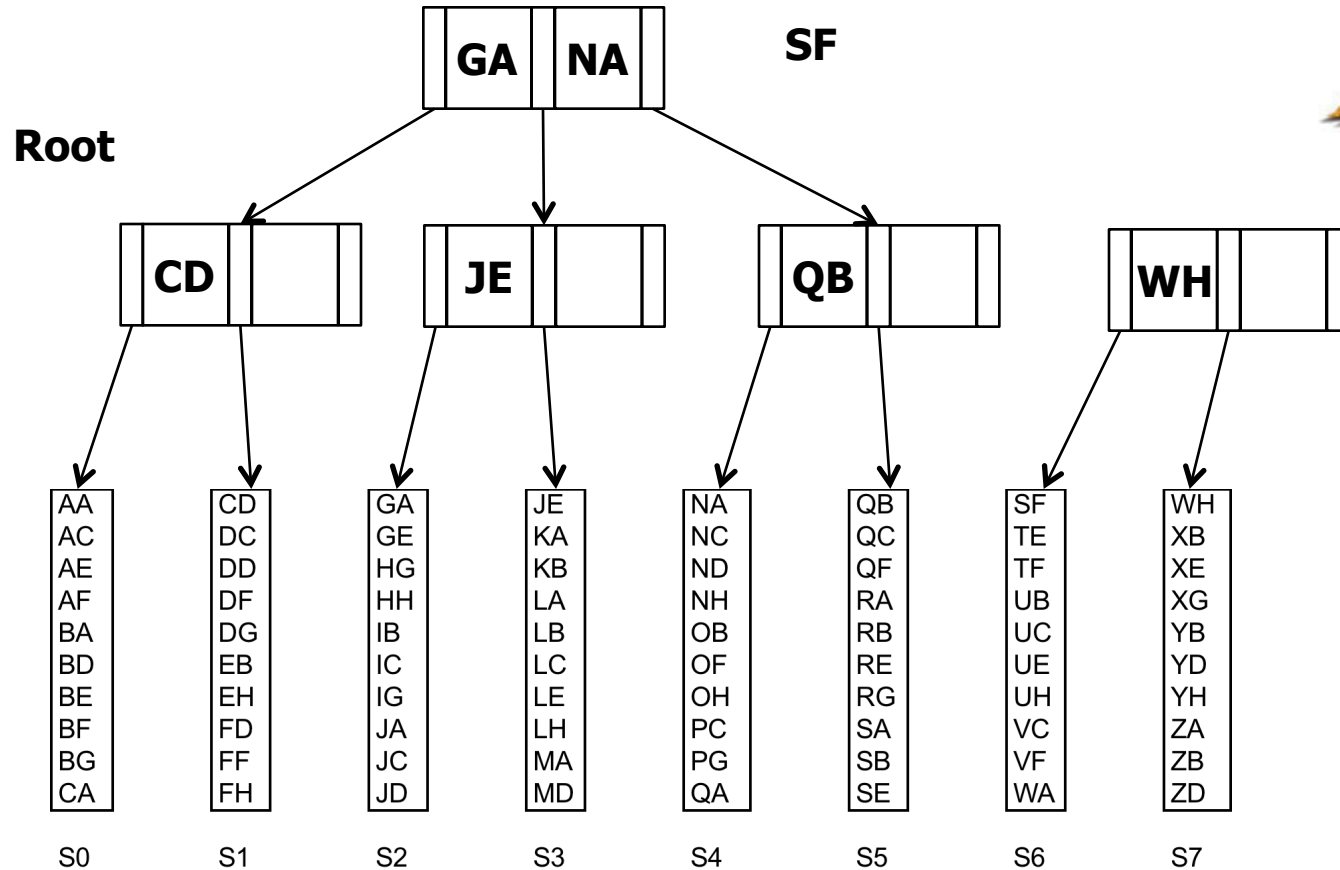 GA NA
SF
Root
CD
JE
QB
WH
AA
AC
AE
AF
BA
BD
BE
BF
BG
CA
CD
DC
DD
DF
DG
EB
EH
FD
FF
FH
GA
GE
HG
HH
IB
IC
IG
JA
JC
JD
JE
KA
KB
LA
LB
LC
LE
LH
MA
MD
NA
NC
ND
NH
OB
OF
OH
PC
PG
QA
QB
QC
QF
RA
RB
RE
RG
SA
SB
SE
SF
TE
TF
UB
UC
UE
UH
VC
VF
WA
WH
XB
XE
XG
YB
YD
YH
ZA
ZB
ZD
S0
S1
S2
S3
S4
S5
S6
S7